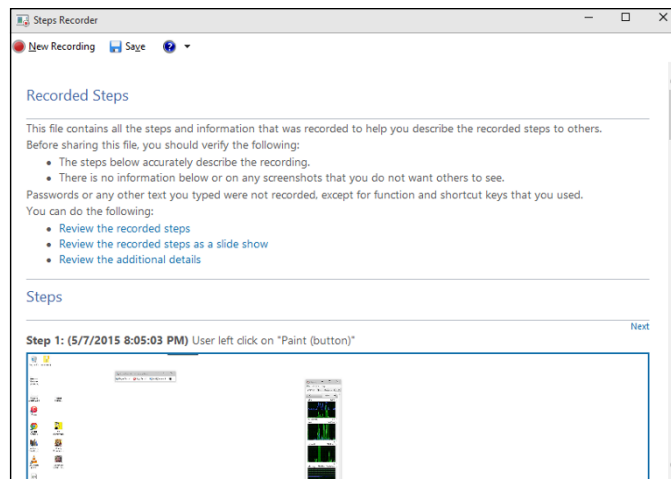 Steps Recorder
New Recording Save
Recorded Steps
This file contains all the steps and information that was recorded to help you describe the recorded steps to others.
Before sharing this file, you should verify the following:
• The steps below accurately describe the recording.
• There is no information below or on any screenshots that you do not want others to see.
Passwords or any other text you typed were not recorded, except for function and shortcut keys that you used.
You can do the following:
• Review the recorded steps
• Review the recorded steps as a slide show
• Review the additional details
Steps
Next
Step 1: (5/7/2015 8:05:03 PM) User left click on "Paint (button)"